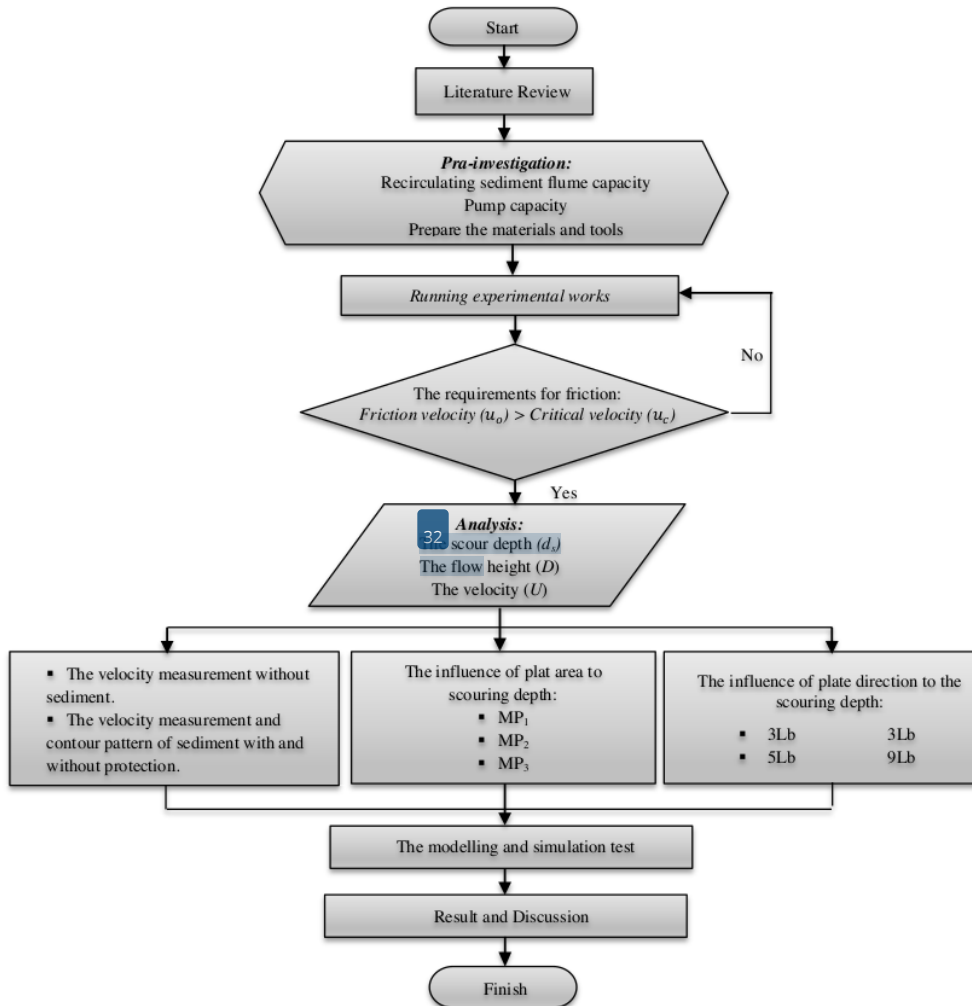 Start
Literature Review
Pra-investigation:
Recirculating sediment flume capacity
Pump capacity
Prepare the materials and tools
Running experimental works
No
The requirements for friction:
Friction velocity (uₒ) > Critical velocity (u꜀)
Yes
Analysis:
32
scour depth (dₛ)
The flow height (D)
The velocity (U)
▪ The velocity measurement without
sediment.
▪ The velocity measurement and
contour pattern of sediment with and
without protection.
The influence of plat area to
scouring depth:
▪ MP₁
▪ MP₂
▪ MP₃
The influence of plate direction to the
scouring depth:
▪ 3Lb 3Lb
▪ 5Lb 9Lb
The modelling and simulation test
Result and Discussion
Finish